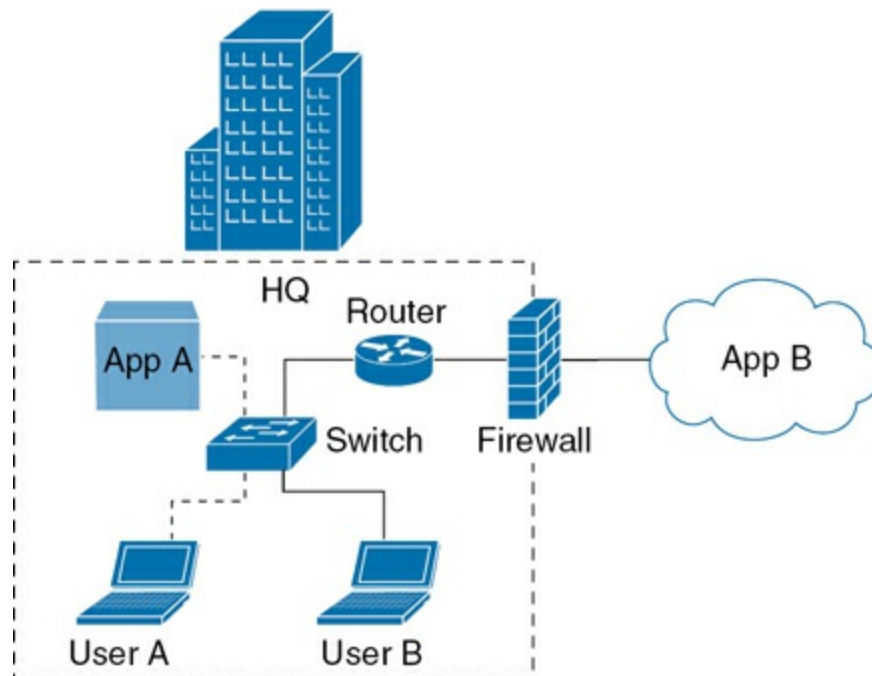 HQ
Router
App A
App B
Switch
Firewall
User A
User B